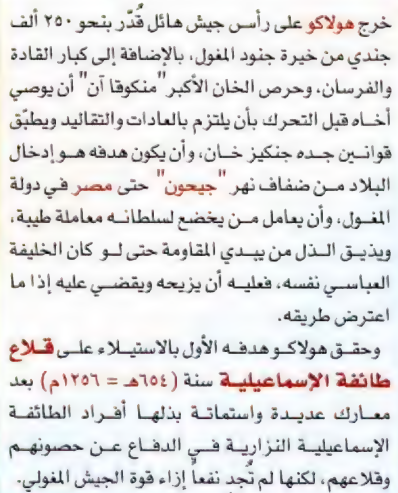 خرج هولاكو على رأس جيش هائل قُدّر بنحو ٢٥٠ ألف
جندي من خيرة جنود المغول، بالإضافة إلى كبار القادة
والفرسان، وحرص الخان الأكبر "منكوقا آن" أن يوصي
أخاه قبل التحرك بأن يلتزم بالعادات والتقاليد ويطبّق
قوانين جده جنكيز خان، وأن يكون هدفه هو إدخال
البلاد من ضفاف نهر "جيحون" حتى مصر في دولة
المغول، وأن يعامل من يخضع لسلطانه معاملة طيبة،
ويذيق الذل من يبدي المقاومة حتى لو كان الخليفة
العباسي نفسه، فعليه أن يزيحه ويقضي عليه إذا ما
اعترض طريقه.
وحقق هولاكو هدفه الأول بالاستيلاء على قلاع
طائفة الإسماعيلية سنة (٦٥٤هـ = ١٢٥٦م) بعد
معارك عديدة واستماتة بذلها أفراد الطائفة
الإسماعيلية النزارية في الدفاع عن حصونهم
وقلاعهم، لكنها لم تُجد نفعاً إزاء قوة الجيش المغولي.